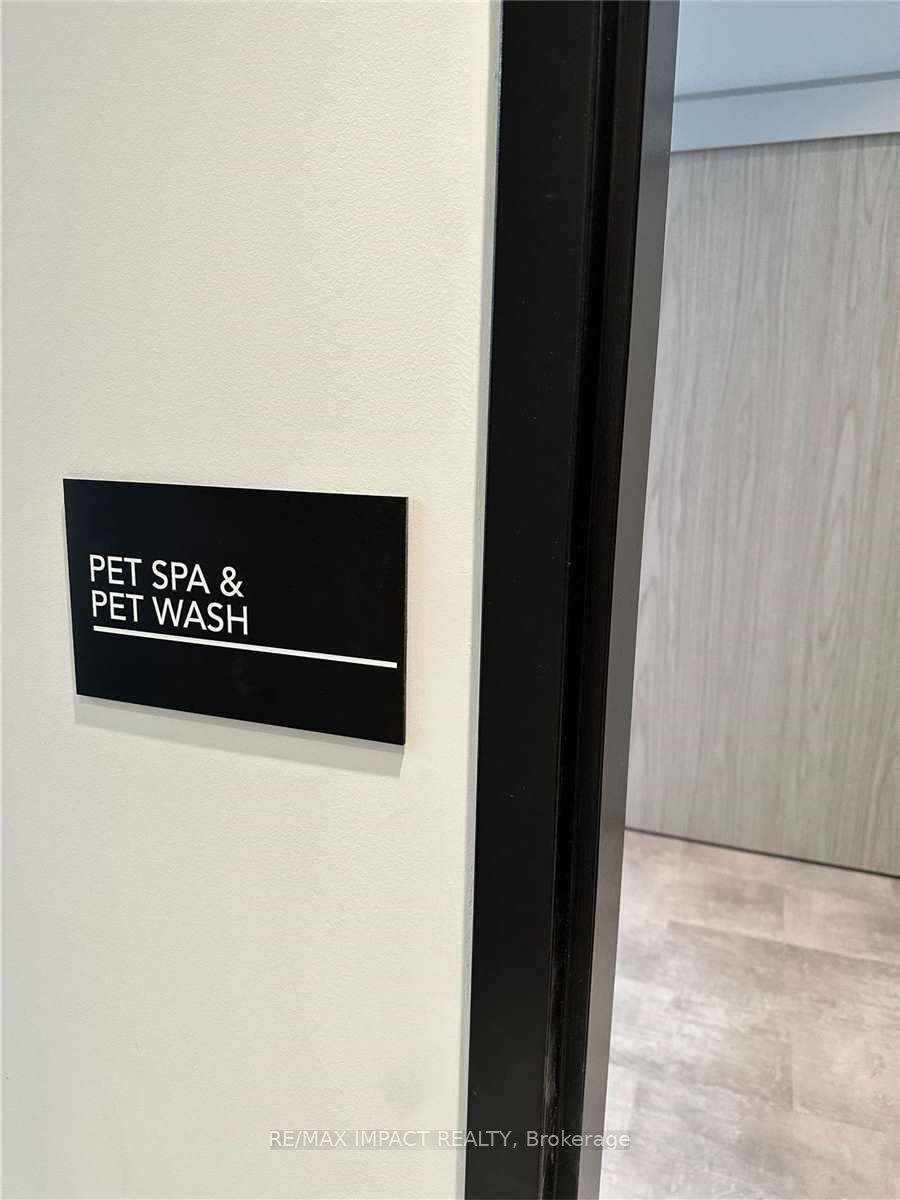 PET SPA &
PET WASH
RE/MAX IMPACT REALTY, Brokerage